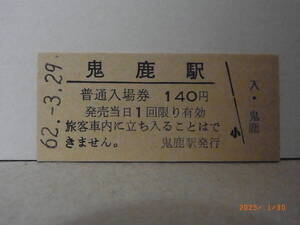 62.-3.29
鬼鹿駅
普通入場券 140円
発売当日1回限り有効
旅客車内に立ち入ることはで
きません。 鬼鹿駅発行
入・鬼鹿
小
2025/ 1/30